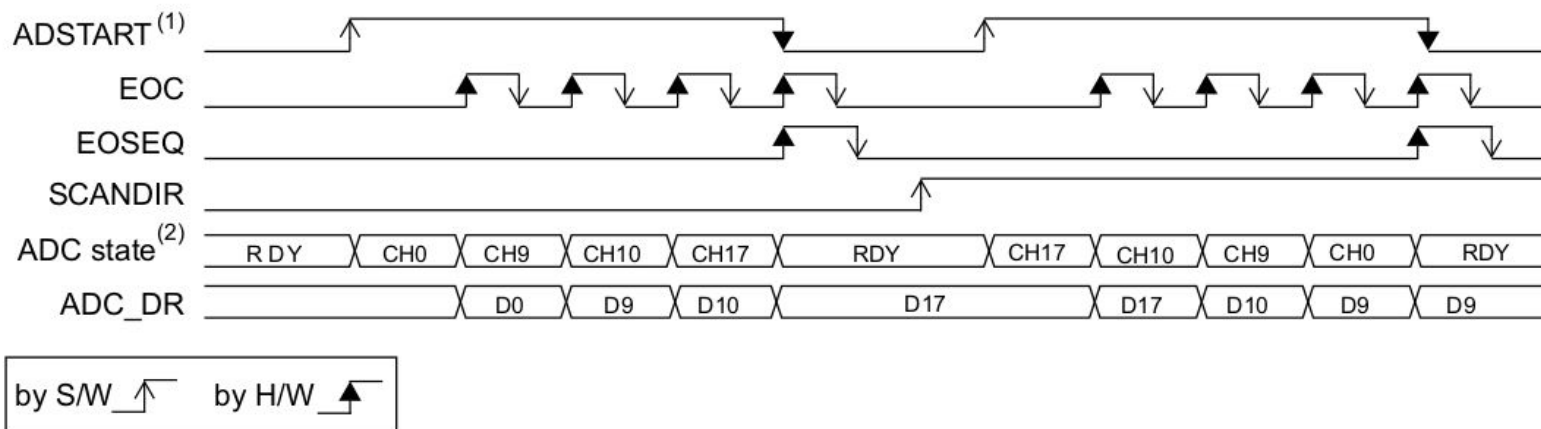 ADSTART (1)
EOC
EOSEQ
SCANDIR
ADC state (2) RDY CH0 CH9 CH10 CH17 RDY CH17 CH10 CH9 CH0 RDY
ADC_DR D0 D9 D10 D17 D17 D10 D9 D9
by S/W by H/W